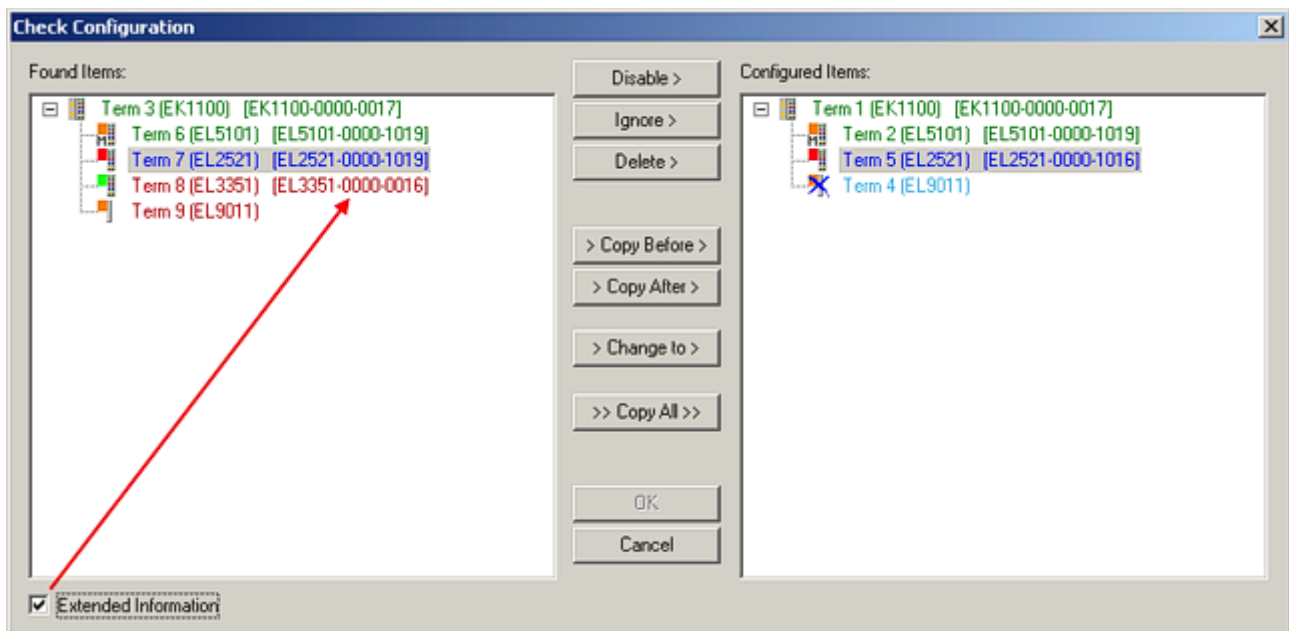 Check Configuration
Found Items:
Term 3 (EK1100) [EK1100-0000-0017]
Term 6 (EL5101) [EL5101-0000-1019]
Term 7 (EL2521) [EL2521-0000-1019]
Term 8 (EL3351) [EL3351-0000-0016]
Term 9 (EL9011)
Disable >
Ignore >
Delete >
> Copy Before >
> Copy After >
> Change to >
>> Copy All >>
OK
Cancel
Configured Items:
Term 1 (EK1100) [EK1100-0000-0017]
Term 2 (EL5101) [EL5101-0000-1019]
Term 5 (EL2521) [EL2521-0000-1016]
Term 4 (EL9011)
Extended Information